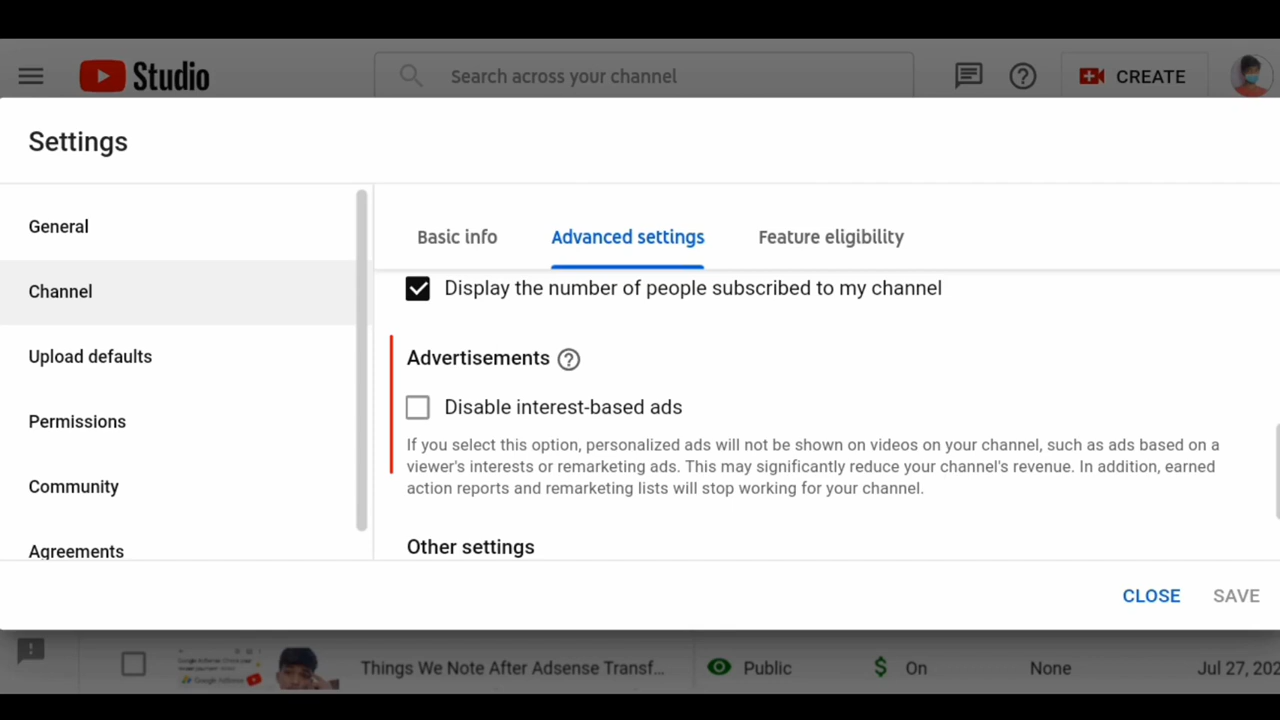 Studio
Search across your channel
CREATE
Settings
General
Channel
Upload defaults
Permissions
Community
Agreements
Basic info
Advanced settings
Feature eligibility
Display the number of people subscribed to my channel
Advertisements
Disable interest-based ads
If you select this option, personalized ads will not be shown on videos on your channel, such as ads based on a
viewer's interests or remarketing ads. This may significantly reduce your channel's revenue. In addition, earned
action reports and remarketing lists will stop working for your channel.
Other settings
CLOSE
SAVE
Things We Note After Adsense Transf...
Public
$ On
None
Jul 27, 202